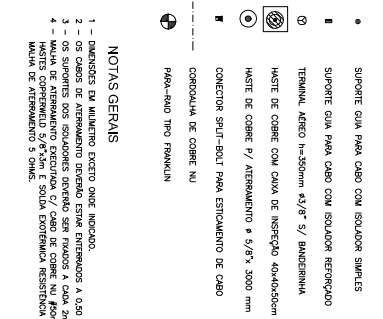 SUPORTE GUIA PARA CABO COM ISOLADOR SIMPLES
SUPORTE GUIA PARA CABO COM ISOLADOR REFORÇADO
TERMINAL AÉREO h=350mm ø3/8" S/ BANDEIRINHA
HASTE DE COBRE COM CAIXA DE INSPEÇÃO 40x40x50cm
HASTE DE COBRE P/ ATERRAMENTO ø 5/8"x 3000 mm
CONECTOR SPLIT-BOLT PARA ESTICAMENTO DE CABO
CORDOALHA DE COBRE NU
PÁRA-RAIO TIPO FRANKLIN
NOTAS GERAIS
1 - DIMENSÕES EM MILÍMETRO EXCETO ONDE INDICADO.
2 - OS CABOS DE ATERRAMENTO DEVERÃO ESTAR ENTERRADOS A 0,50
3 - OS SUPORTES DOS ISOLADORES DEVERÃO SER FIXADOS A CADA 2m
4 - MALHA DE ATERRAMENTO EXECUTADA C/ CABO DE COBRE NU
HASTES COPPERWELD 5/8"x3m E SOLDA EXOTÉRMICA RESISTÊNCIA
MALHA DE ATERRAMENTO 5 OHMS.